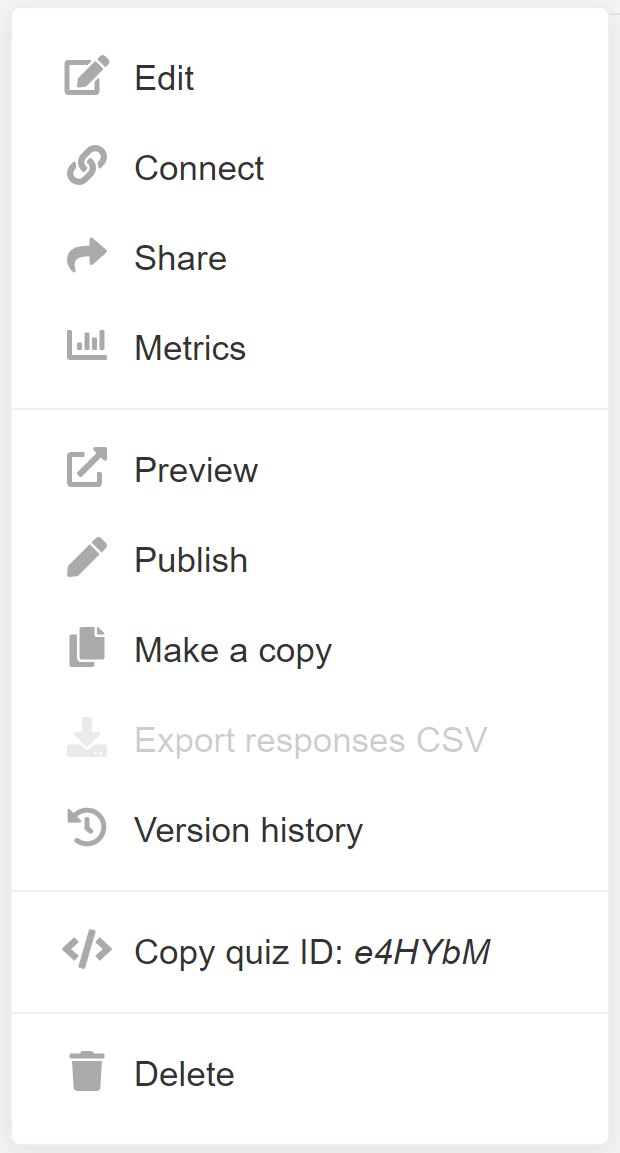 Edit
Connect
Share
Metrics
Preview
Publish
Make a copy
Export responses CSV
Version history
Copy quiz ID: e4HYbM
Delete